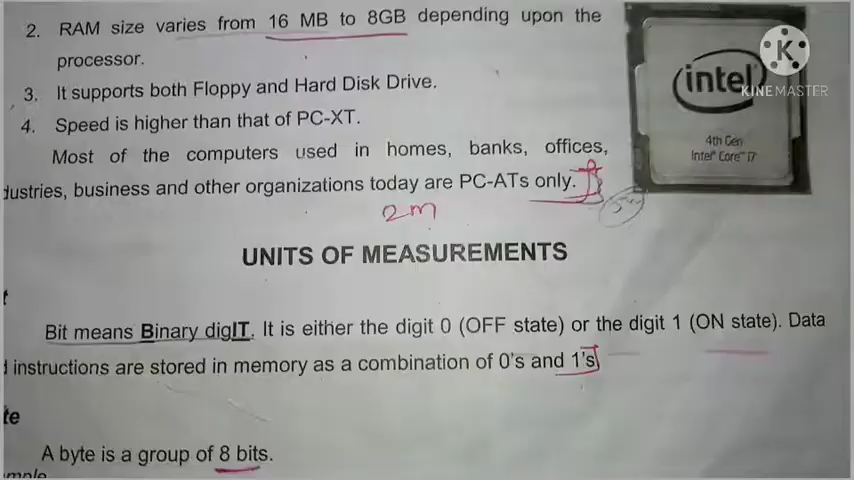 2. RAM size varies from 16 MB to 8GB depending upon the
processor.
3. It supports both Floppy and Hard Disk Drive.
4. Speed is higher than that of PC-XT.
Most of the computers used in homes, banks, offices,
dustries, business and other organizations today are PC-ATs only.
2m
intel
4th Gen
Intel® Core™ i7
K
KINEMASTER
UNITS OF MEASUREMENTS
t
Bit means Binary digIT. It is either the digit 0 (OFF state) or the digit 1 (ON state). Data
d instructions are stored in memory as a combination of 0's and 1's
te
A byte is a group of 8 bits.